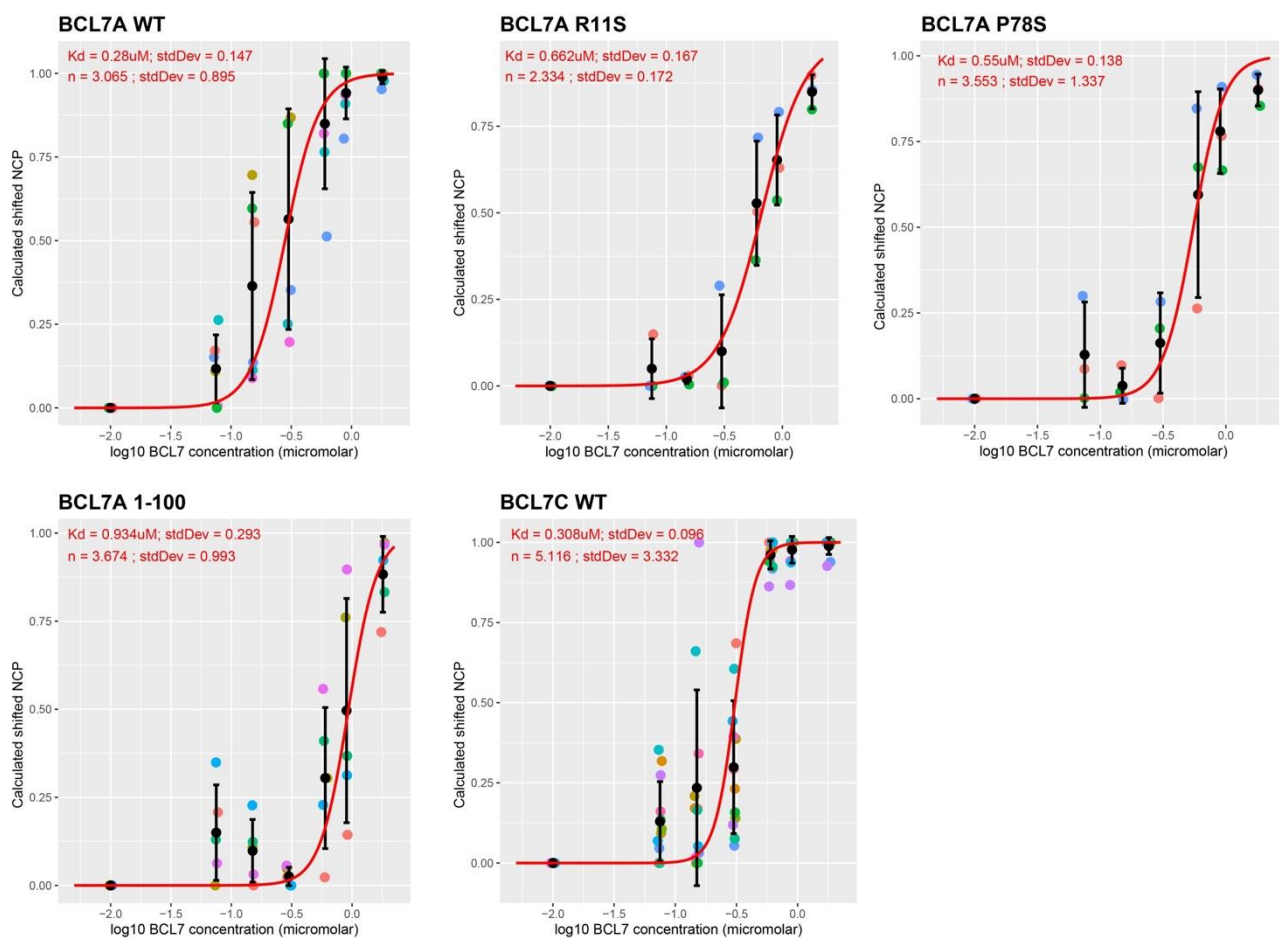 BCL7A WT
Kd = 0.28uM; stdDev = 0.147
n = 3.065 ; stdDev = 0.895
1.00
0.75
0.50
0.25
0.00
Calculated shifted NCP
−2.0 −1.5 −1.0 −0.5 0.0
log10 BCL7 concentration (micromolar)
BCL7A R11S
Kd = 0.662uM; stdDev = 0.167
n = 2.334 ; stdDev = 0.172
0.75
0.50
0.25
0.00
Calculated shifted NCP
−2.0 −1.5 −1.0 −0.5 0.0
log10 BCL7 concentration (micromolar)
BCL7A P78S
Kd = 0.55uM; stdDev = 0.138
n = 3.553 ; stdDev = 1.337
1.00
0.75
0.50
0.25
0.00
Calculated shifted NCP
−2.0 −1.5 −1.0 −0.5 0.0
log10 BCL7 concentration (micromolar)
BCL7A 1-100
Kd = 0.934uM; stdDev = 0.293
n = 3.674 ; stdDev = 0.993
1.00
0.75
0.50
0.25
0.00
Calculated shifted NCP
−2.0 −1.5 −1.0 −0.5 0.0
log10 BCL7 concentration (micromolar)
BCL7C WT
Kd = 0.308uM; stdDev = 0.096
n = 5.116 ; stdDev = 3.332
1.00
0.75
0.50
0.25
0.00
Calculated shifted NCP
−2.0 −1.5 −1.0 −0.5 0.0
log10 BCL7 concentration (micromolar)